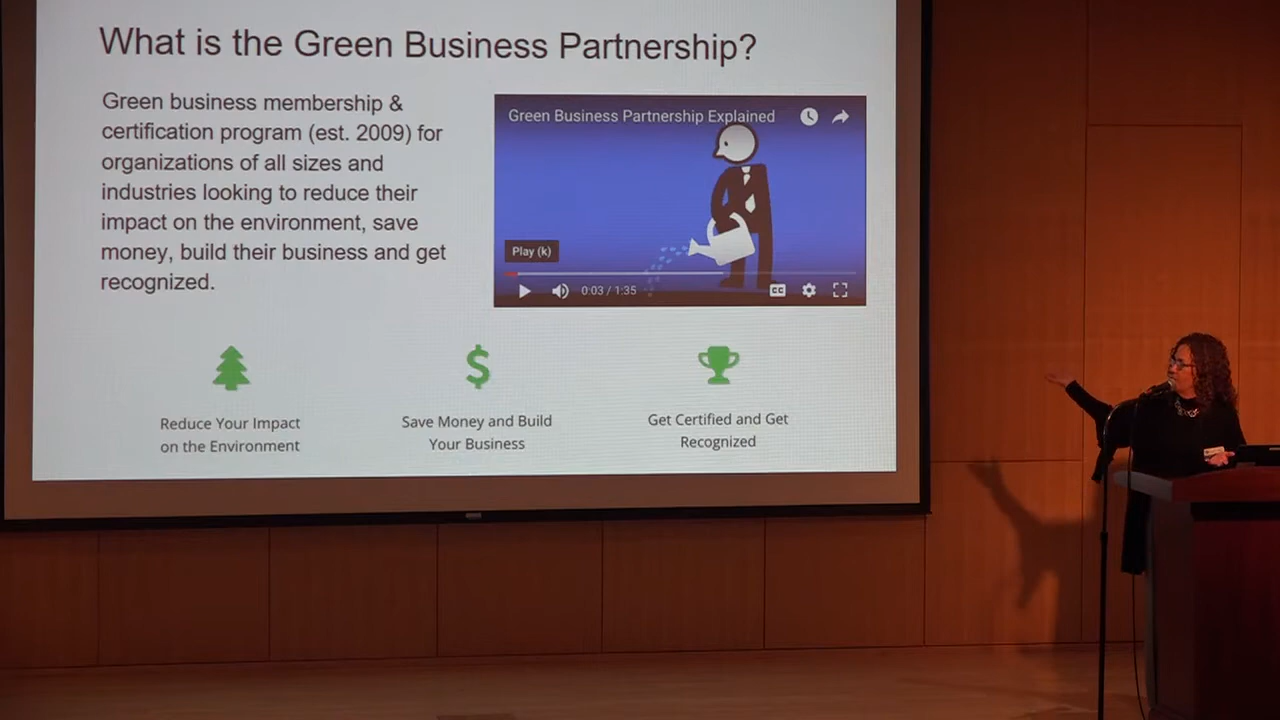 What is the Green Business Partnership?
Green business membership &
certification program (est. 2009) for
organizations of all sizes and
industries looking to reduce their
impact on the environment, save
money, build their business and get
recognized.
Green Business Partnership Explained
Play (k)
0:03 / 1:35
CC
Reduce Your Impact
on the Environment
Save Money and Build
Your Business
Get Certified and Get
Recognized